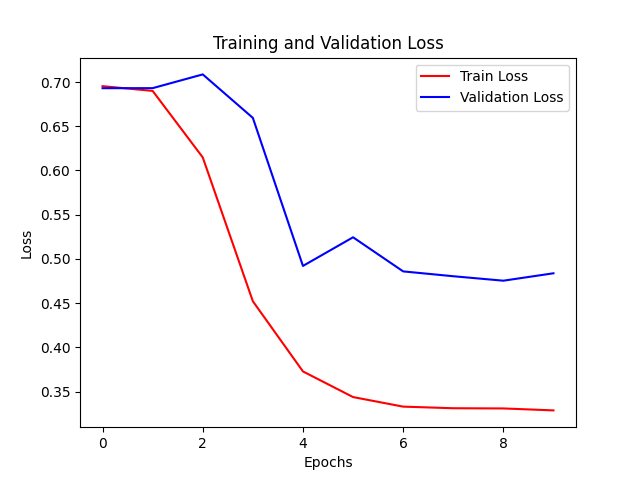 Training and Validation Loss
Train Loss
Validation Loss
0.70
0.65
0.60
0.55
0.50
0.45
0.40
0.35
Loss
0 2 4 6 8
Epochs